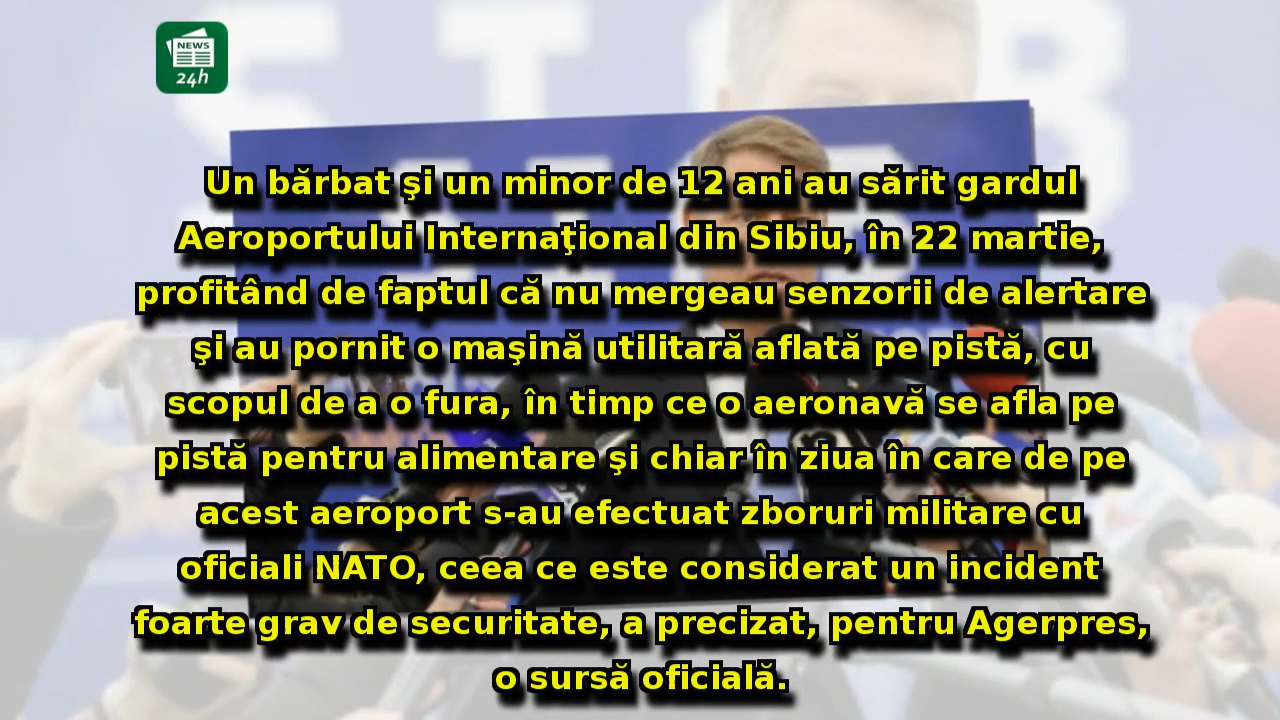 NEWS
24h
Un bărbat şi un minor de 12 ani au sărit gardul
Aeroportului Internaţional din Sibiu, în 22 martie,
profitând de faptul că nu mergeau senzorii de alertare
şi au pornit o maşină utilitară aflată pe pistă, cu
scopul de a o fura, în timp ce o aeronavă se afla pe
pistă pentru alimentare şi chiar în ziua în care de pe
acest aeroport s-au efectuat zboruri militare cu
oficiali NATO, ceea ce este considerat un incident
foarte grav de securitate, a precizat, pentru Agerpres,
o sursă oficială.